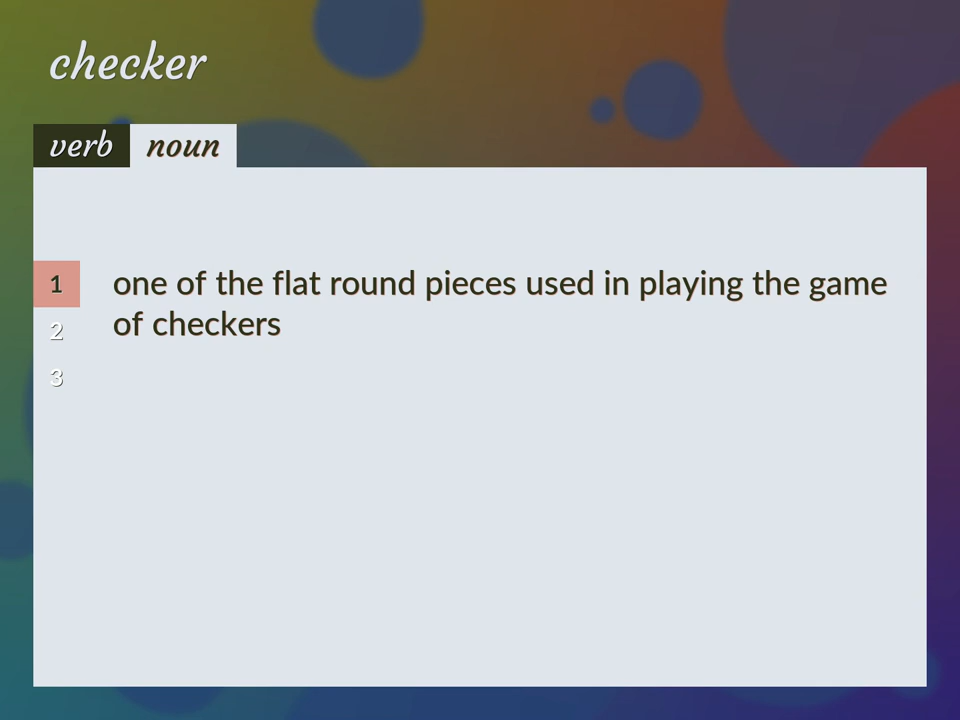 checker
verb noun
1 one of the flat round pieces used in playing the game
2 of checkers
3